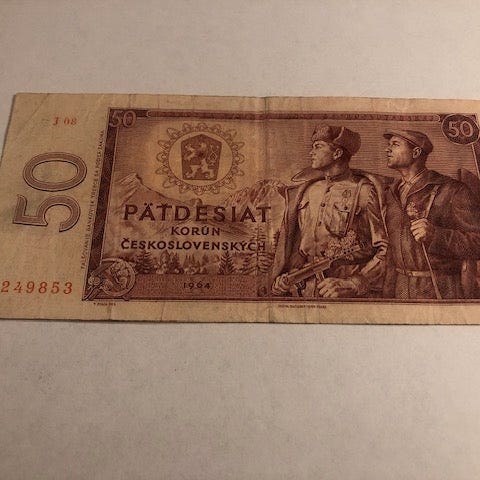 J 08
50
50
50
PÄTDESIAT
KORÚN
ČESKOSLOVENSKÝCH
1964
249853